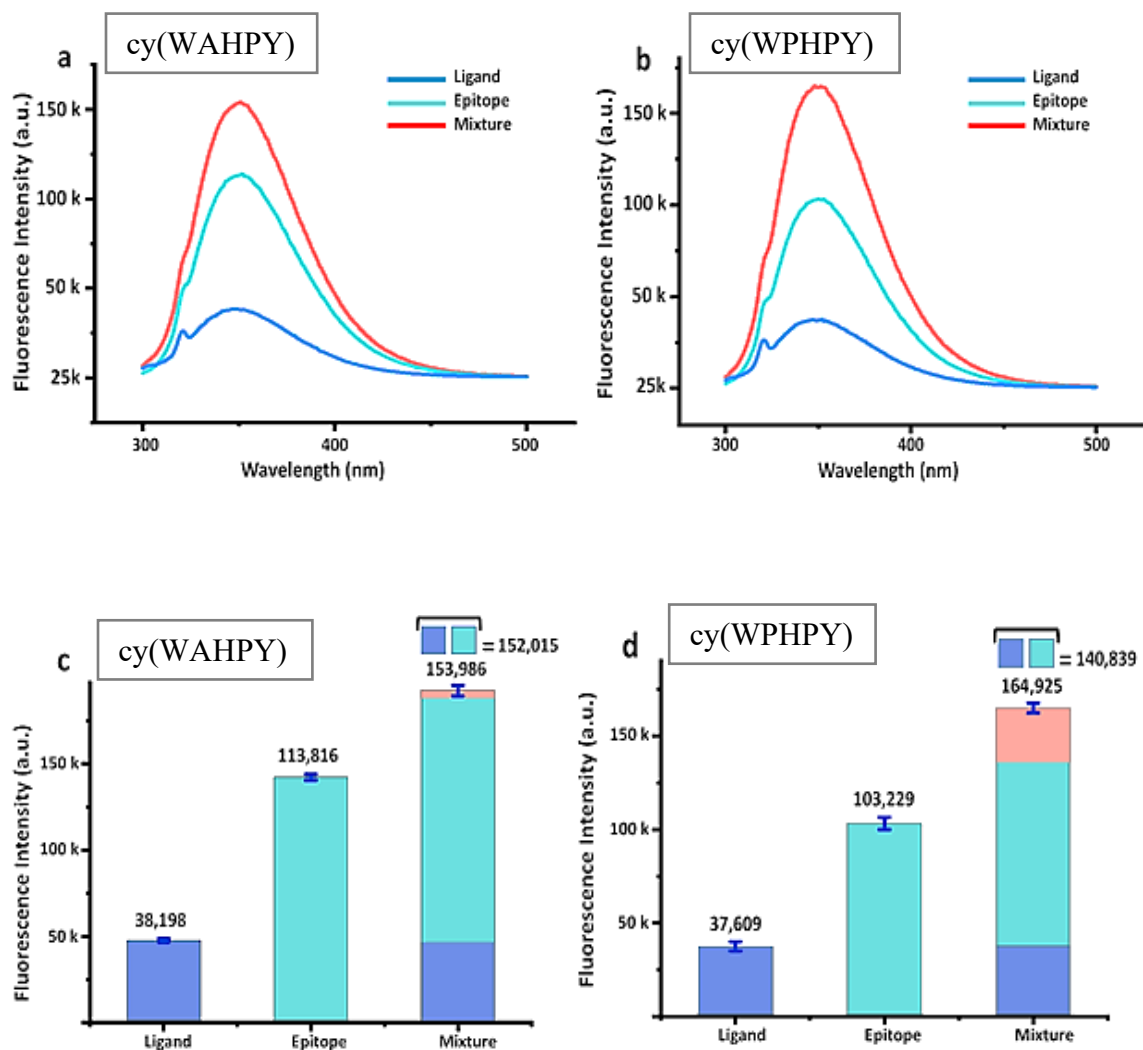 cy(WAHPY)
a
Ligand
Epitope
Mixture
Fluorescence Intensity (a.u.)
150 k
100 k
50 k
25k
300
400
500
Wavelength (nm)
cy(WPHPY)
b
Ligand
Epitope
Mixture
Fluorescence Intensity (a.u.)
150 k
100 k
50 k
25k
300
400
500
Wavelength (nm)
cy(WAHPY)
c
= 152,015
153,986
113,816
38,198
Fluorescence Intensity (a.u.)
150 k
100 k
50 k
Ligand
Epitope
Mixture
cy(WPHPY)
d
= 140,839
164,925
103,229
37,609
Fluorescence Intensity (a.u.)
150 k
100 k
50 k
Ligand
Epitope
Mixture